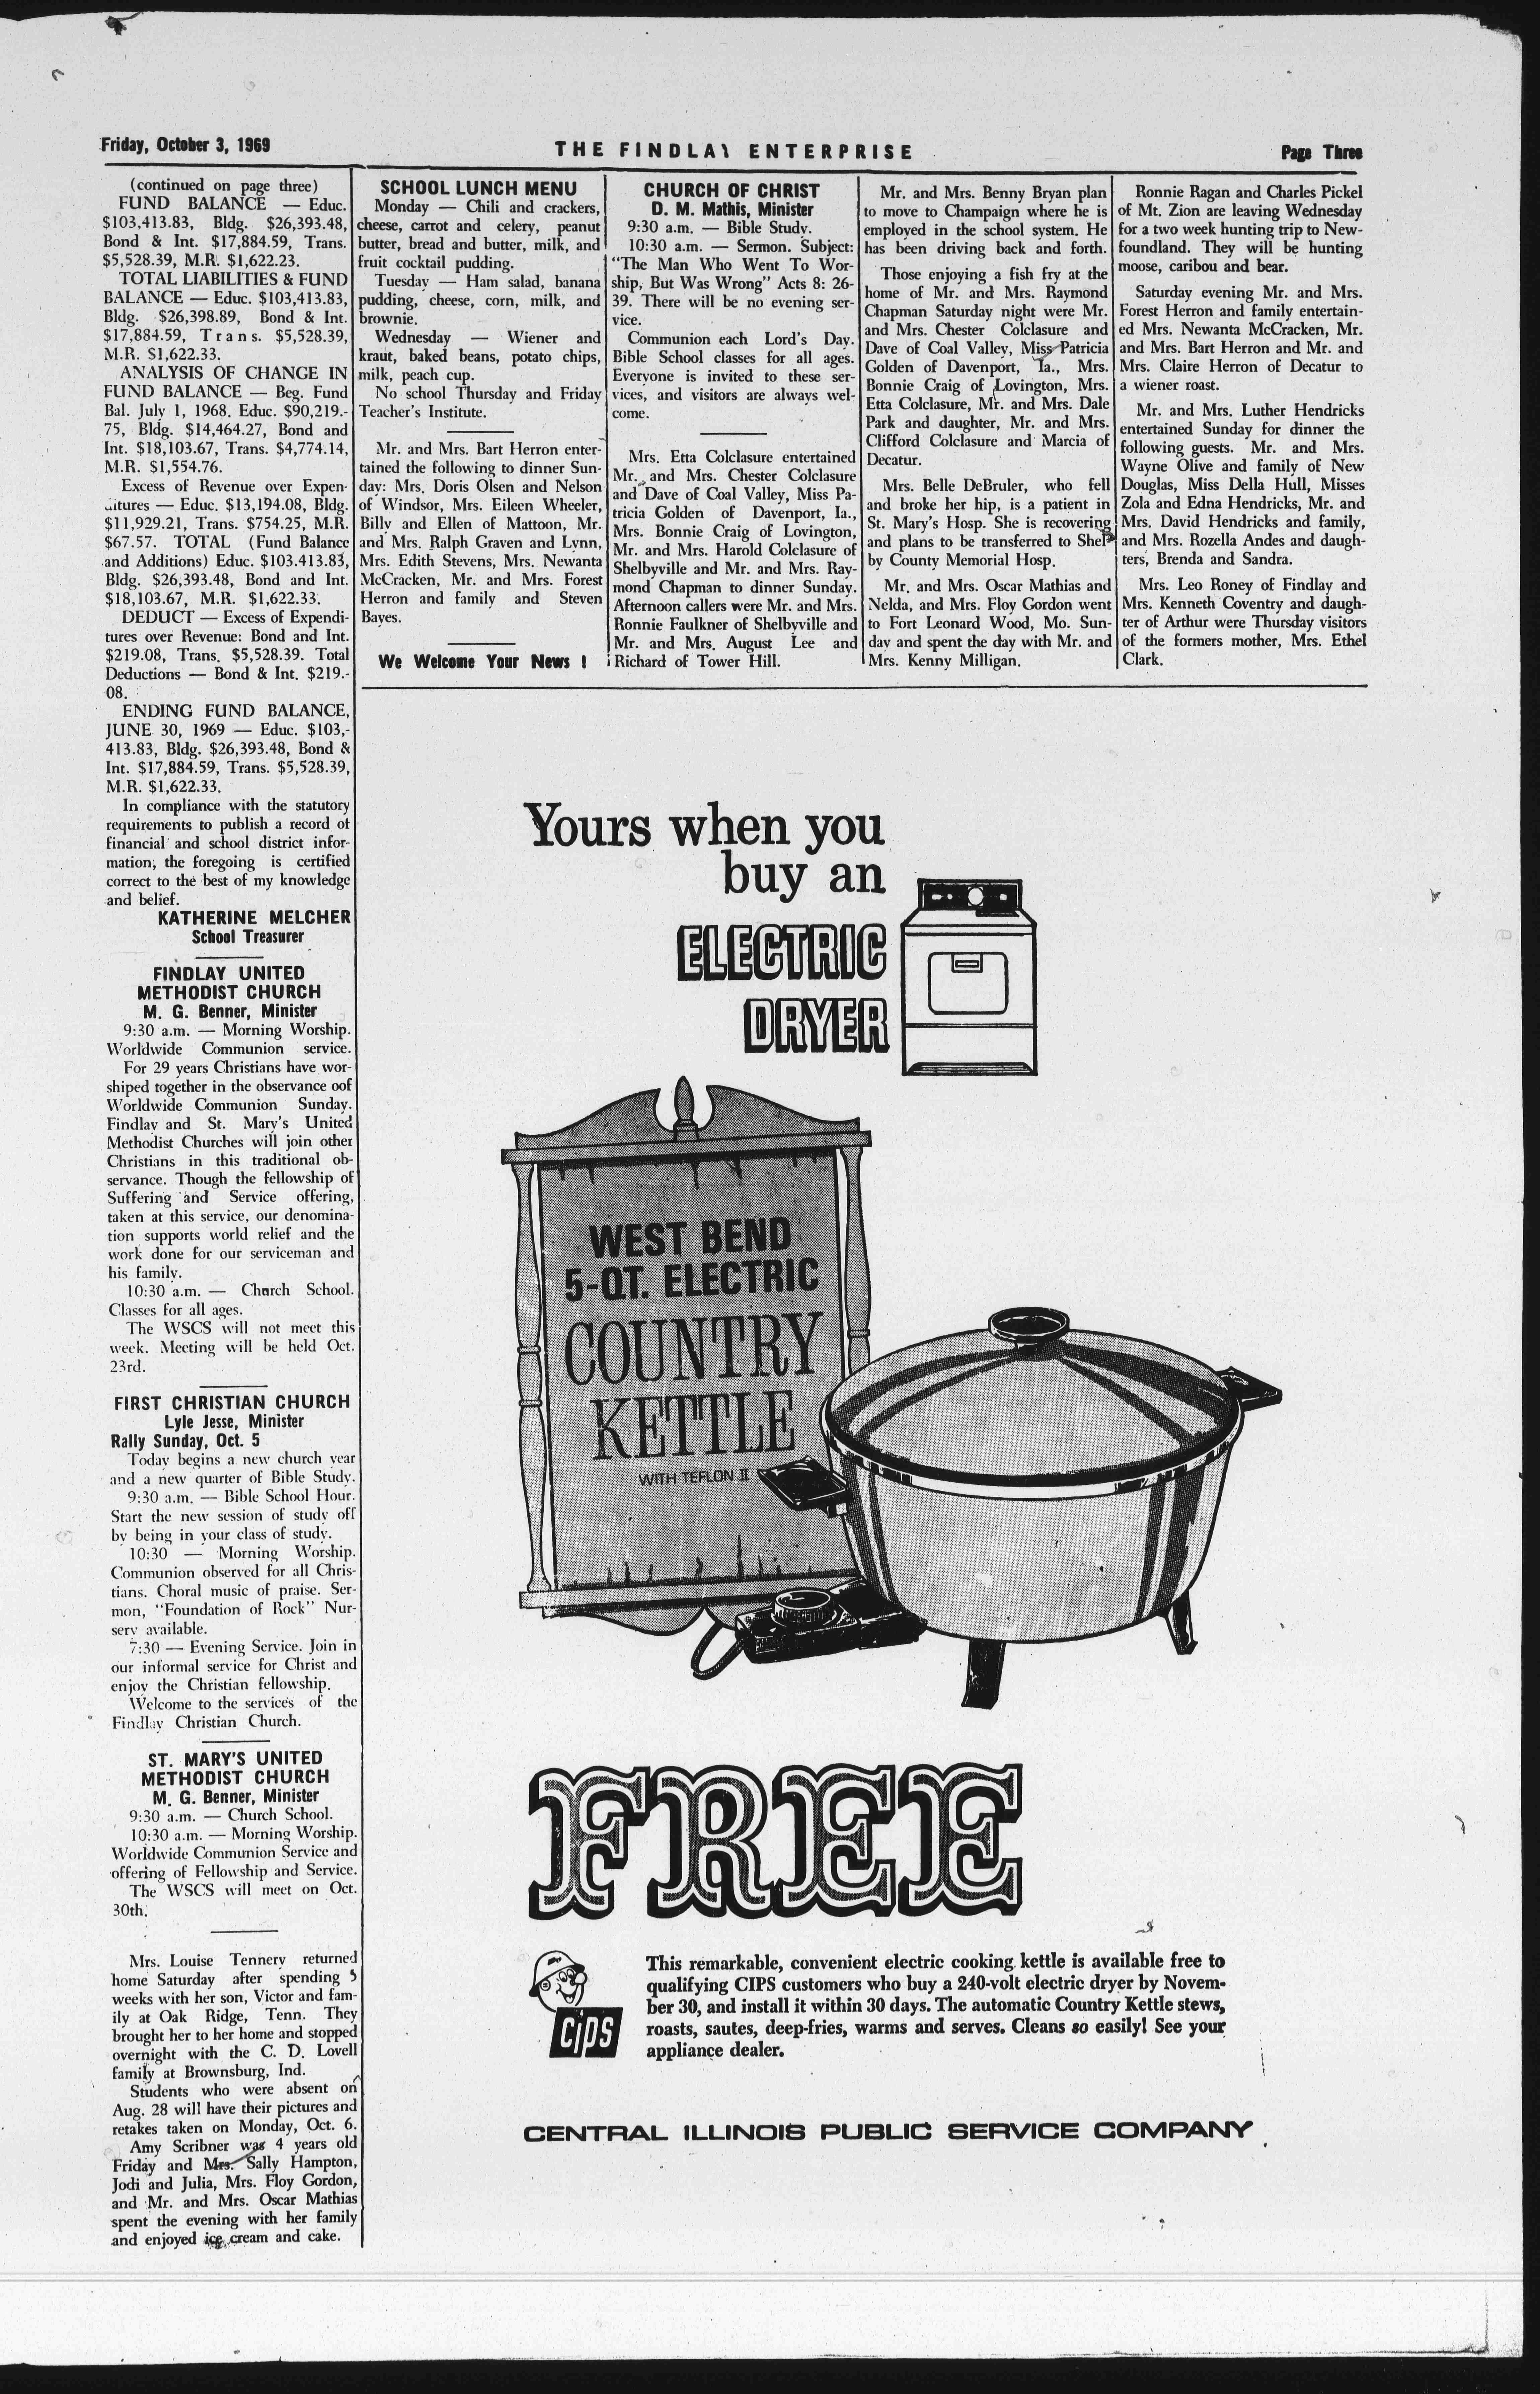 Friday, October 3, 1969
THE FINDLAY ENTERPRISE
Page Three
(continued on page three)
FUND BALANCE — Educ.
$103,413.83, Bldg. $26,393.48,
Bond & Int. $17,884.59, Trans.
$5,528.39, M.R. $1,622.23.
TOTAL LIABILITIES & FUND
BALANCE — Educ. $103,413.83,
Bldg. $26,398.89, Bond & Int.
$17,884.59, Trans. $5,528.39,
M.R. $1,622.33.
ANALYSIS OF CHANGE IN
FUND BALANCE — Beg. Fund
Bal. July 1, 1968. Educ. $90,219.-
75, Bldg. $14,464.27, Bond and
Int. $18,103.67, Trans. $4,774.14,
M.R. $1,554.76.
Excess of Revenue over Expen-
ditures — Educ. $13,194.08, Bldg.
$11,929.21, Trans. $754.25, M.R.
$67.57. TOTAL (Fund Balance
and Additions) Educ. $103.413.83,
Bldg. $26,393.48, Bond and Int.
$18,103.67, M.R. $1,622.33.
DEDUCT — Excess of Expendi-
tures over Revenue: Bond and Int.
$219.08, Trans. $5,528.39. Total
Deductions — Bond & Int. $219.-
08.
ENDING FUND BALANCE,
JUNE 30, 1969 — Educ. $103,-
413.83, Bldg. $26,393.48, Bond &
Int. $17,884.59, Trans. $5,528.39,
M.R. $1,622.33.
In compliance with the statutory
requirements to publish a record of
financial and school district infor-
mation, the foregoing is certified
correct to the best of my knowledge
and belief.
KATHERINE MELCHER
School Treasurer
FINDLAY UNITED
METHODIST CHURCH
M. G. Benner, Minister
9:30 a.m. — Morning Worship.
Worldwide Communion service.
For 29 years Christians have wor-
shiped together in the observance oof
Worldwide Communion Sunday.
Findlay and St. Mary's United
Methodist Churches will join other
Christians in this traditional ob-
servance. Though the fellowship of
Suffering and Service offering,
taken at this service, our denomina-
tion supports world relief and the
work done for our serviceman and
his family.
10:30 a.m. — Church School.
Classes for all ages.
The WSCS will not meet this
week. Meeting will be held Oct.
23rd.
FIRST CHRISTIAN CHURCH
Lyle Jesse, Minister
Rally Sunday, Oct. 5
Today begins a new church year
and a new quarter of Bible Study.
9:30 a.m. — Bible School Hour.
Start the new session of study off
by being in your class of study.
10:30 — Morning Worship.
Communion observed for all Chris-
tians. Choral music of praise. Ser-
mon, "Foundation of Rock" Nur-
sery available.
7:30 — Evening Service. Join in
our informal service for Christ and
enjoy the Christian fellowship.
Welcome to the services of the
Findlay Christian Church.
ST. MARY'S UNITED
METHODIST CHURCH
M. G. Benner, Minister
9:30 a.m. — Church School.
10:30 a.m. — Morning Worship.
Worldwide Communion Service and
offering of Fellowship and Service.
The WSCS will meet on Oct.
30th.
Mrs. Louise Tennery returned
home Saturday after spending 5
weeks with her son, Victor and fam-
ily at Oak Ridge, Tenn. They
brought her to her home and stopped
overnight with the C. D. Lovell
family at Brownsburg, Ind.
Students who were absent on
Aug. 28 will have their pictures and
retakes taken on Monday, Oct. 6.
Amy Scribner was 4 years old
Friday and Mrs. Sally Hampton,
Jodi and Julia, Mrs. Floy Gordon,
and Mr. and Mrs. Oscar Mathias
spent the evening with her family
and enjoyed ice cream and cake.
SCHOOL LUNCH MENU
Monday — Chili and crackers,
cheese, carrot and celery, peanut
butter, bread and butter, milk, and
fruit cocktail pudding.
Tuesday — Ham salad, banana
pudding, cheese, corn, milk, and
brownie.
Wednesday — Wiener and
kraut, baked beans, potato chips,
milk, peach cup.
No school Thursday and Friday
Teacher's Institute.
Mr. and Mrs. Bart Herron enter-
tained the following to dinner Sun-
day: Mrs. Doris Olsen and Nelson
of Windsor, Mrs. Eileen Wheeler,
Billy and Ellen of Mattoon, Mr.
and Mrs. Ralph Graven and Lynn,
Mrs. Edith Stevens, Mrs. Newanta
McCracken, Mr. and Mrs. Forest
Herron and family and Steven
Bayes.
We Welcome Your News !
CHURCH OF CHRIST
D. M. Mathis, Minister
9:30 a.m. — Bible Study.
10:30 a.m. — Sermon. Subject:
"The Man Who Went To Wor-
ship, But Was Wrong" Acts 8: 26-
39. There will be no evening ser-
vice.
Communion each Lord's Day.
Bible School classes for all ages.
Everyone is invited to these ser-
vices, and visitors are always wel-
come.
Mrs. Etta Colclasure entertained
Mr. and Mrs. Chester Colclasure
and Dave of Coal Valley, Miss Pa-
tricia Golden of Davenport, Ia.,
Mrs. Bonnie Craig of Lovington,
Mr. and Mrs. Harold Colclasure of
Shelbyville and Mr. and Mrs. Ray-
mond Chapman to dinner Sunday.
Afternoon callers were Mr. and Mrs.
Ronnie Faulkner of Shelbyville and
Mr. and Mrs. August Lee and
Richard of Tower Hill.
Mr. and Mrs. Benny Bryan plan
to move to Champaign where he is
employed in the school system. He
has been driving back and forth.
Those enjoying a fish fry at the
home of Mr. and Mrs. Raymond
Chapman Saturday night were Mr.
and Mrs. Chester Colclasure and
Dave of Coal Valley, Miss Patricia
Golden of Davenport, Ia., Mrs.
Bonnie Craig of Lovington, Mrs.
Etta Colclasure, Mr. and Mrs. Dale
Park and daughter, Mr. and Mrs.
Clifford Colclasure and Marcia of
Decatur.
Mrs. Belle DeBruler, who fell
and broke her hip, is a patient in
St. Mary's Hosp. She is recovering
and plans to be transferred to Shel-
by County Memorial Hosp.
Mr. and Mrs. Oscar Mathias and
Nelda, and Mrs. Floy Gordon went
to Fort Leonard Wood, Mo. Sun-
day and spent the day with Mr. and
Mrs. Kenny Milligan.
Ronnie Ragan and Charles Pickel
of Mt. Zion are leaving Wednesday
for a two week hunting trip to New-
foundland. They will be hunting
moose, caribou and bear.
Saturday evening Mr. and Mrs.
Forest Herron and family entertain-
ed Mrs. Newanta McCracken, Mr.
and Mrs. Bart Herron and Mr. and
Mrs. Claire Herron of Decatur to
a wiener roast.
Mr. and Mrs. Luther Hendricks
entertained Sunday for dinner the
following guests. Mr. and Mrs.
Wayne Olive and family of New
Douglas, Miss Della Hull, Misses
Zola and Edna Hendricks, Mr. and
Mrs. David Hendricks and family,
and Mrs. Rozella Andes and daugh-
ters, Brenda and Sandra.
Mrs. Leo Roney of Findlay and
Mrs. Kenneth Coventry and daugh-
ter of Arthur were Thursday visitors
of the formers mother, Mrs. Ethel
Clark.
Yours when you
buy an
ELECTRIC
DRYER
WEST BEND
5-QT. ELECTRIC
COUNTRY
KETTLE
WITH TEFLON II
FREE
This remarkable, convenient electric cooking kettle is available free to
qualifying CIPS customers who buy a 240-volt electric dryer by Novem-
ber 30, and install it within 30 days. The automatic Country Kettle stews,
roasts, sautes, deep-fries, warms and serves. Cleans so easily! See your
appliance dealer.
CIPS
CENTRAL ILLINOIS PUBLIC SERVICE COMPANY